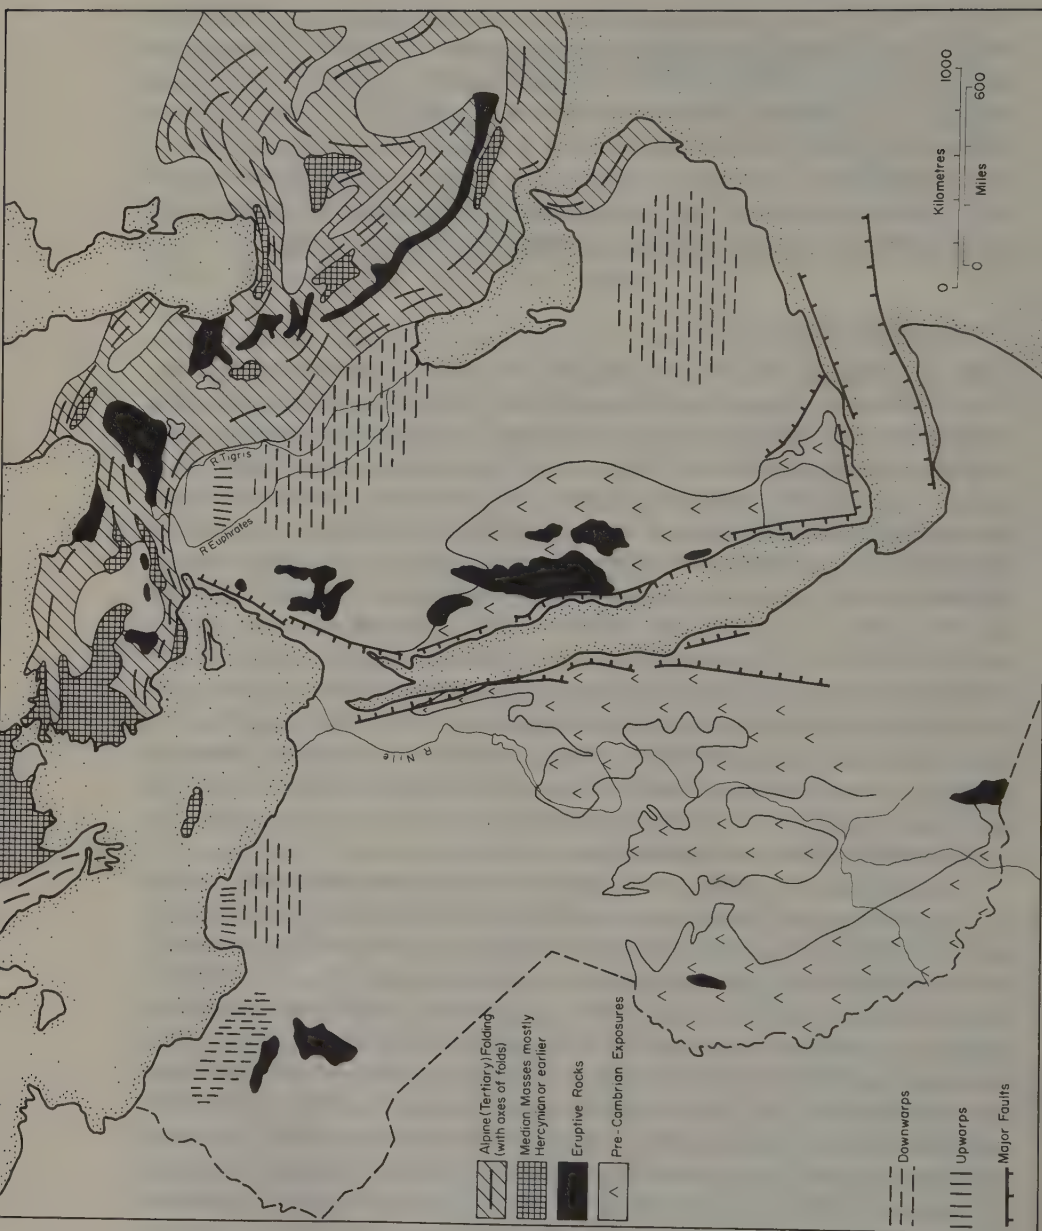 R Tigris
R Euphrates
R Nile
Kilometres
0 1000
0 600
Miles
Alpine (Tertiary) Folding
(with axes of folds)
Median Masses mostly
Hercynian or earlier
Eruptive Rocks
Pre-Cambrian Exposures
Downwarps
Upwarps
Major Faults